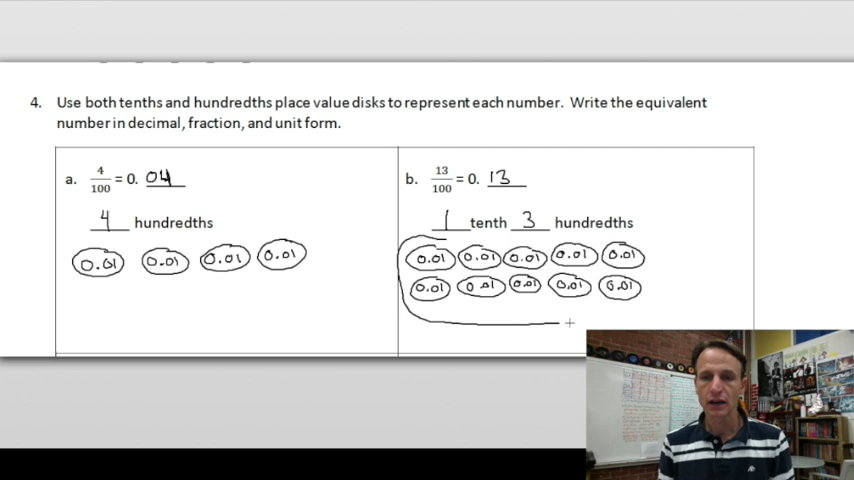 4. Use both tenths and hundredths place value disks to represent each number. Write the equivalent
number in decimal, fraction, and unit form.
a. 4/100 = 0. 04
4 hundredths
0.01 0.01 0.01 0.01
b. 13/100 = 0. 13
1 tenth 3 hundredths
0.01 0.01 0.01 0.01 0.01
0.01 0.01 0.01 0.01 0.01